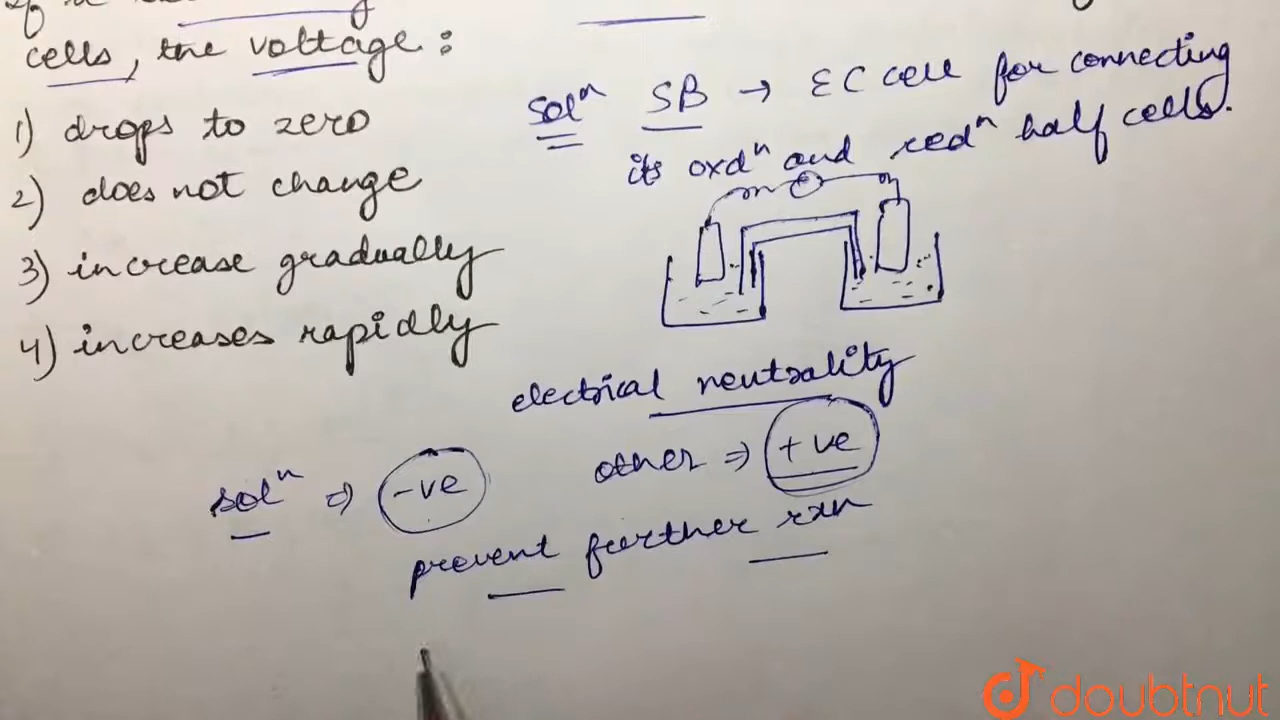 cells, the voltage :
1) drops to zero
2) does not change
3) increase gradually
4) increases rapidly
Solⁿ SB → EC cell for connecting
its oxdⁿ and redⁿ half cells.
electrical neutrality
solⁿ ⇒ -ve other ⇒ +ve
prevent further rxn
doubtnut